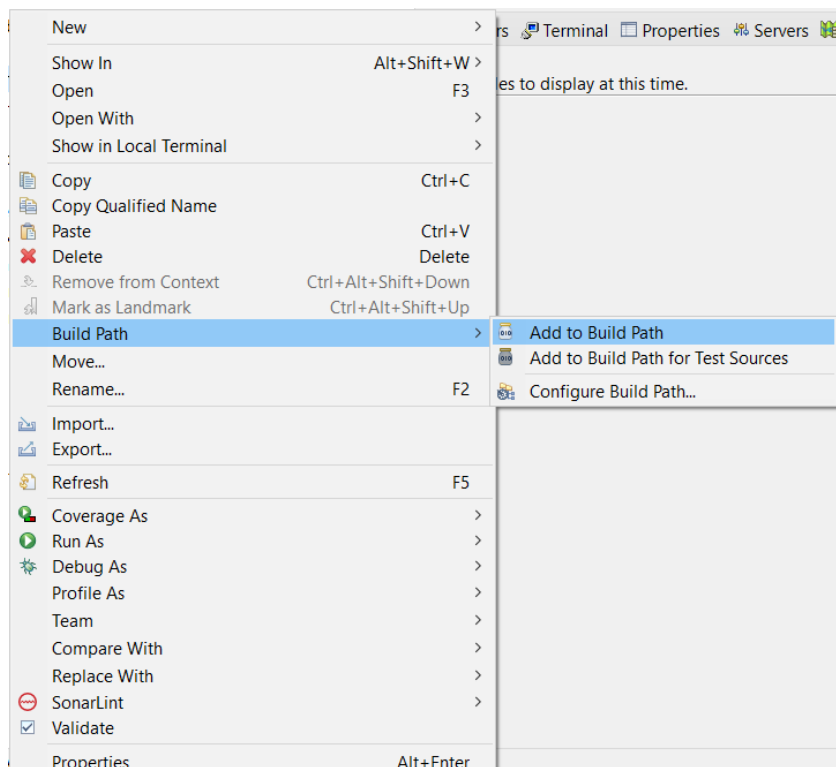 New
rs Terminal Properties Servers
Show In Alt+Shift+W
les to display at this time.
Open F3
Open With
Show in Local Terminal
Copy Ctrl+C
Copy Qualified Name
Paste Ctrl+V
Delete Delete
Remove from Context Ctrl+Alt+Shift+Down
Mark as Landmark Ctrl+Alt+Shift+Up
Build Path
Add to Build Path
Add to Build Path for Test Sources
Configure Build Path...
Move...
Rename... F2
Import...
Export...
Refresh F5
Coverage As
Run As
Debug As
Profile As
Team
Compare With
Replace With
SonarLint
Validate
Properties Alt+Enter